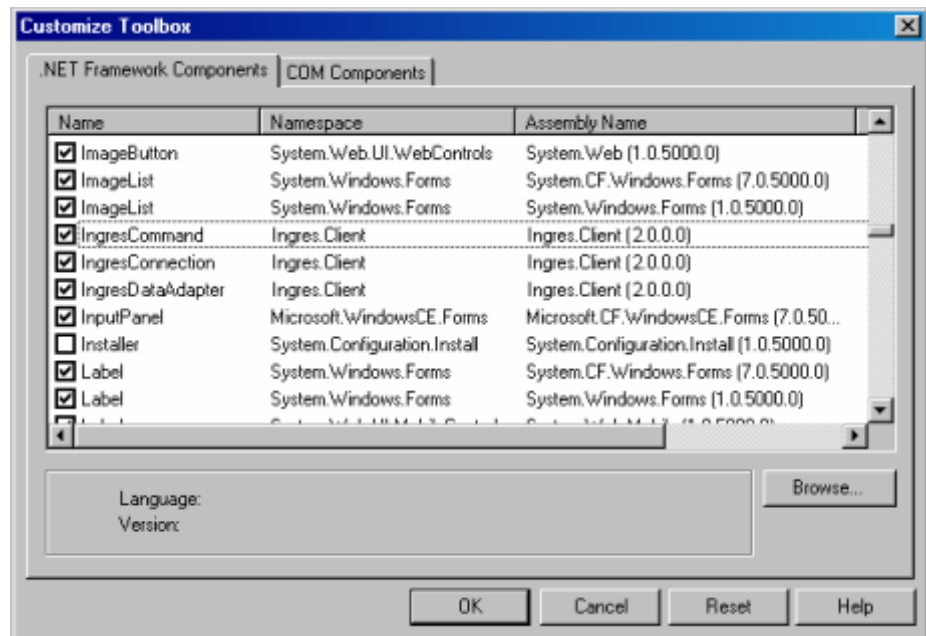 Customize Toolbox
.NET Framework Components COM Components
Name Namespace Assembly Name
ImageButton System.Web.UI.WebControls System.Web (1.0.5000.0)
ImageList System.Windows.Forms System.CF.Windows.Forms (7.0.5000.0)
ImageList System.Windows.Forms System.Windows.Forms (1.0.5000.0)
IngresCommand Ingres.Client Ingres.Client (2.0.0.0)
IngresConnection Ingres.Client Ingres.Client (2.0.0.0)
IngresDataAdapter Ingres.Client Ingres.Client (2.0.0.0)
InputPanel Microsoft.WindowsCE.Forms Microsoft.CF.WindowsCE.Forms (7.0.50...
Installer System.Configuration.Install System.Configuration.Install (1.0.5000.0)
Label System.Windows.Forms System.CF.Windows.Forms (7.0.5000.0)
Label System.Windows.Forms System.Windows.Forms (1.0.5000.0)
Language:
Version:
Browse...
OK Cancel Reset Help